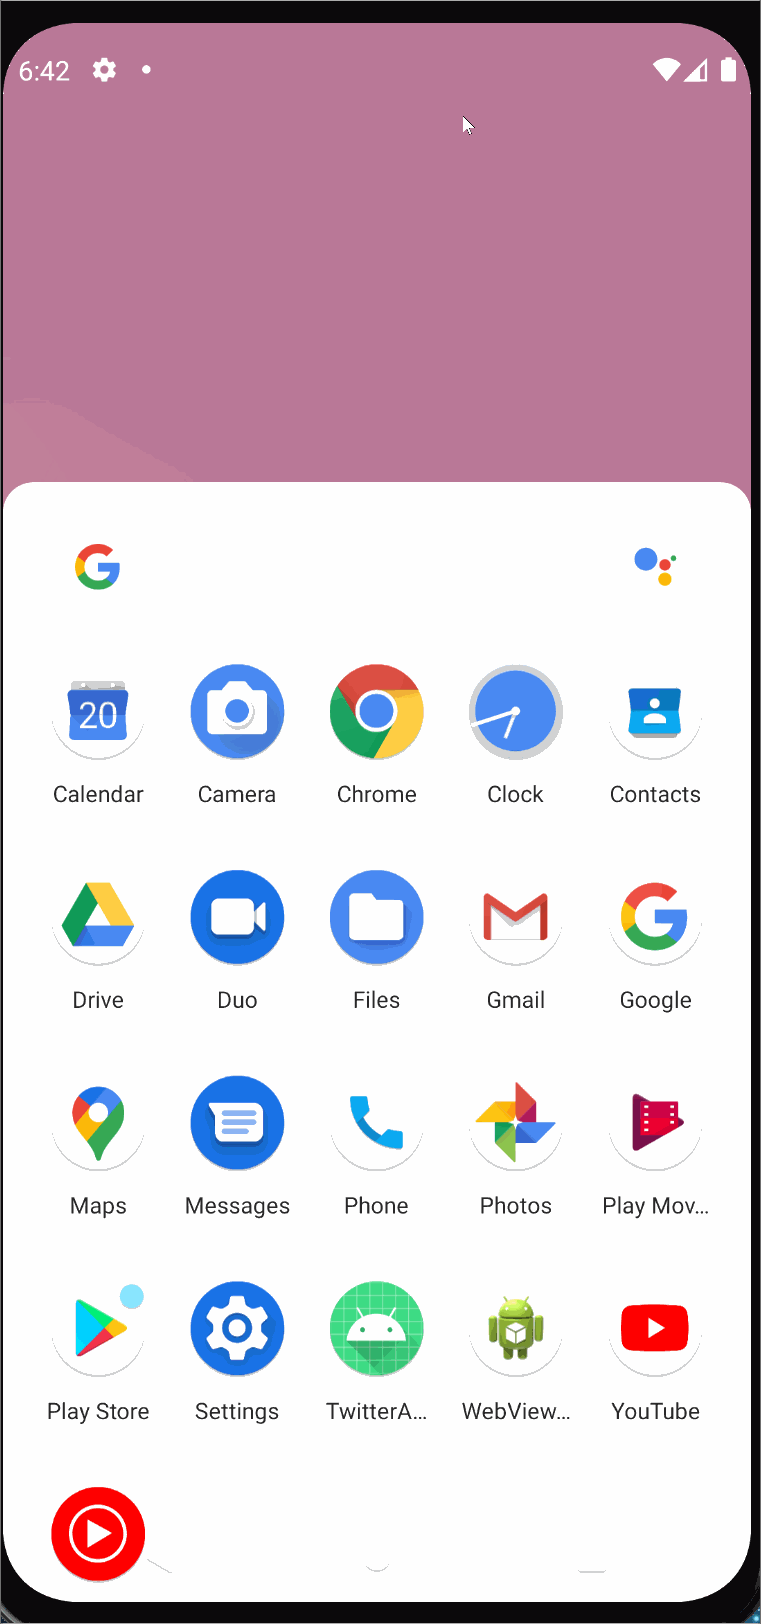 6:42
20
Calendar Camera Chrome Clock Contacts
Drive Duo Files Gmail Google
Maps Messages Phone Photos Play Mov...
Play Store Settings TwitterA... WebView... YouTube